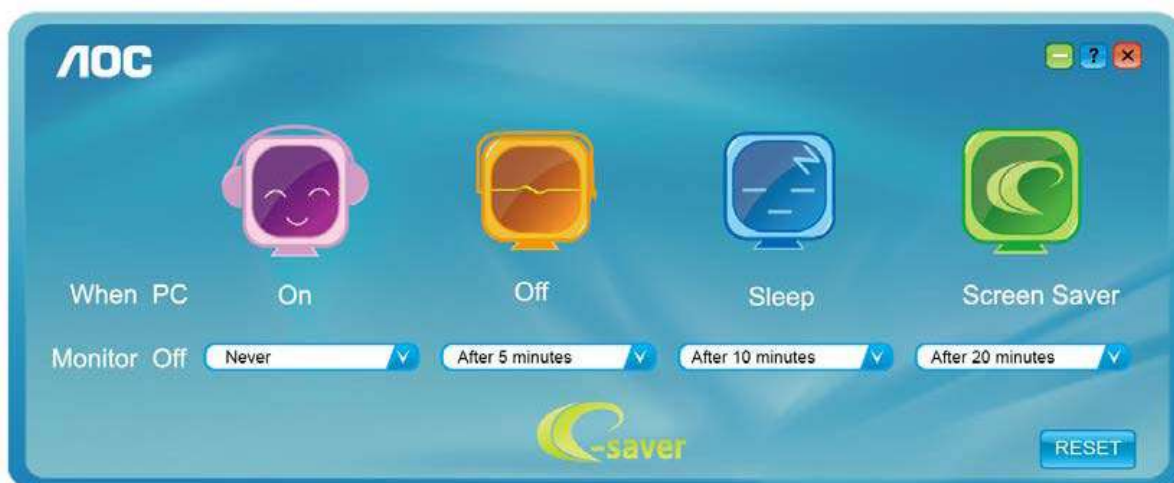 AOC
?
When PC On Off Sleep Screen Saver
Monitor Off Never After 5 minutes After 10 minutes After 20 minutes
e-saver
RESET